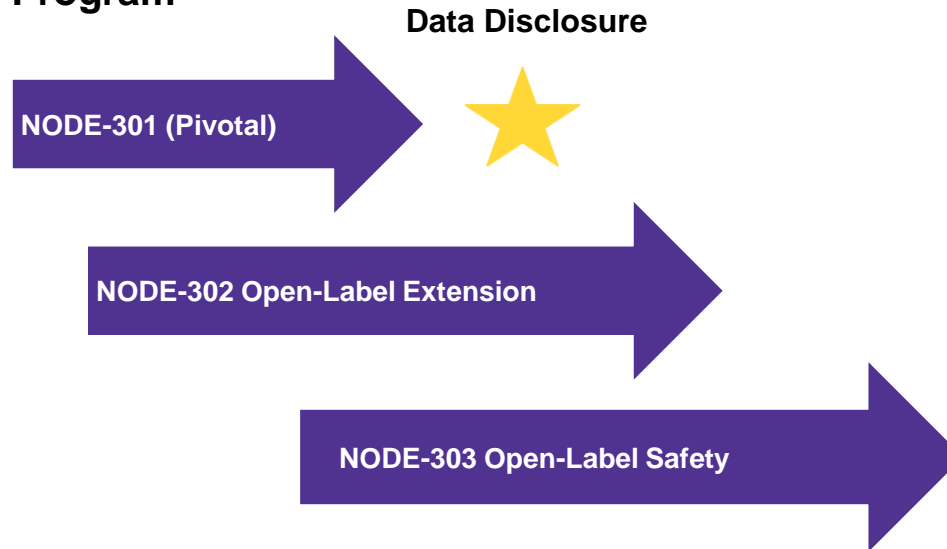 Program
Data Disclosure
NODE-301 (Pivotal)
NODE-302 Open-Label Extension
NODE-303 Open-Label Safety